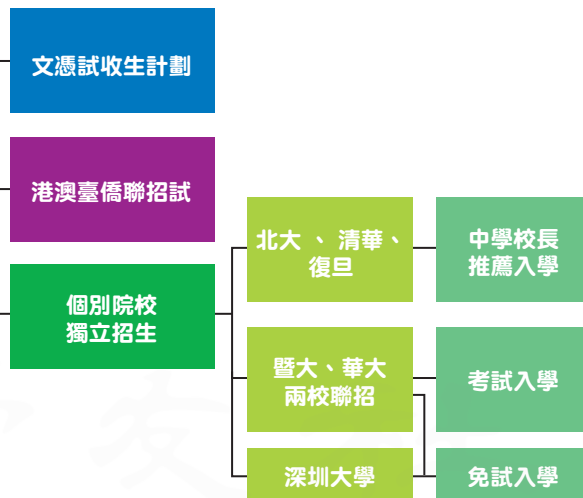 文憑試收生計劃
港澳臺僑聯招試
個別院校
獨立招生
北大、清華、
復旦
中學校長
推薦入學
暨大、華大
兩校聯招
考試入學
深圳大學
免試入學